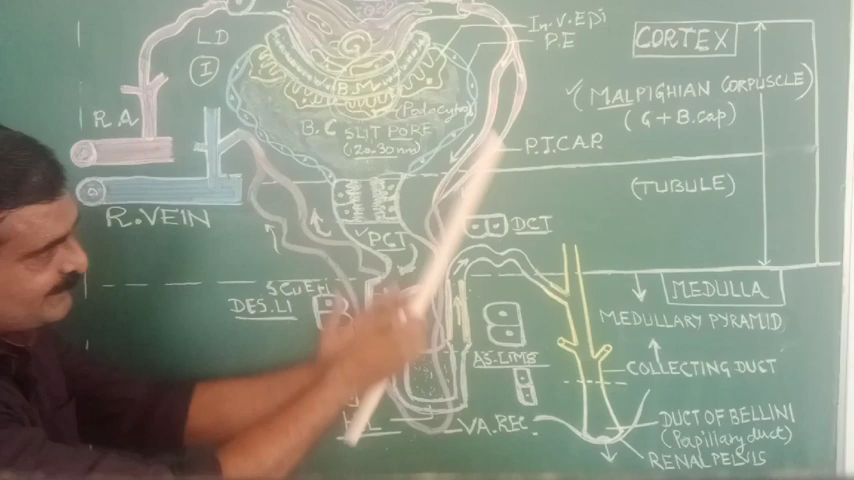 LD
I
R.A
R.VEIN
In.V.Epi
P.E
B.M
(Podocytes)
B.C SLIT PORE
(20-30nm)
P.T.CAP.
CORTEX
MALPIGHIAN CORPUSCLE)
(G + B.cap)
(TUBULE)
PCT
DCT
DES.LI
AS-LIMB
VA.REC.
MEDULLA
MEDULLARY PYRAMID
COLLECTING DUCT
DUCT OF BELLINI
(Papillary duct)
RENAL PELVIS